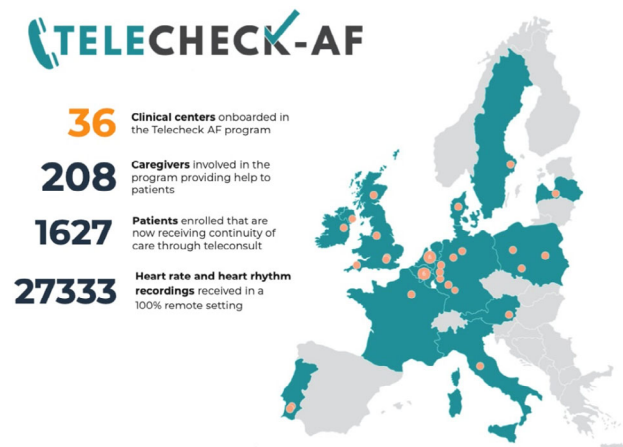 TELECHECK-AF
36
Clinical centers onboarded in
the Telecheck AF program
208
Caregivers involved in the
program providing help to
patients
1627
Patients enrolled that are
now receiving continuity of
care through teleconsult
27333
Heart rate and heart rhythm
recordings received in a
100% remote setting